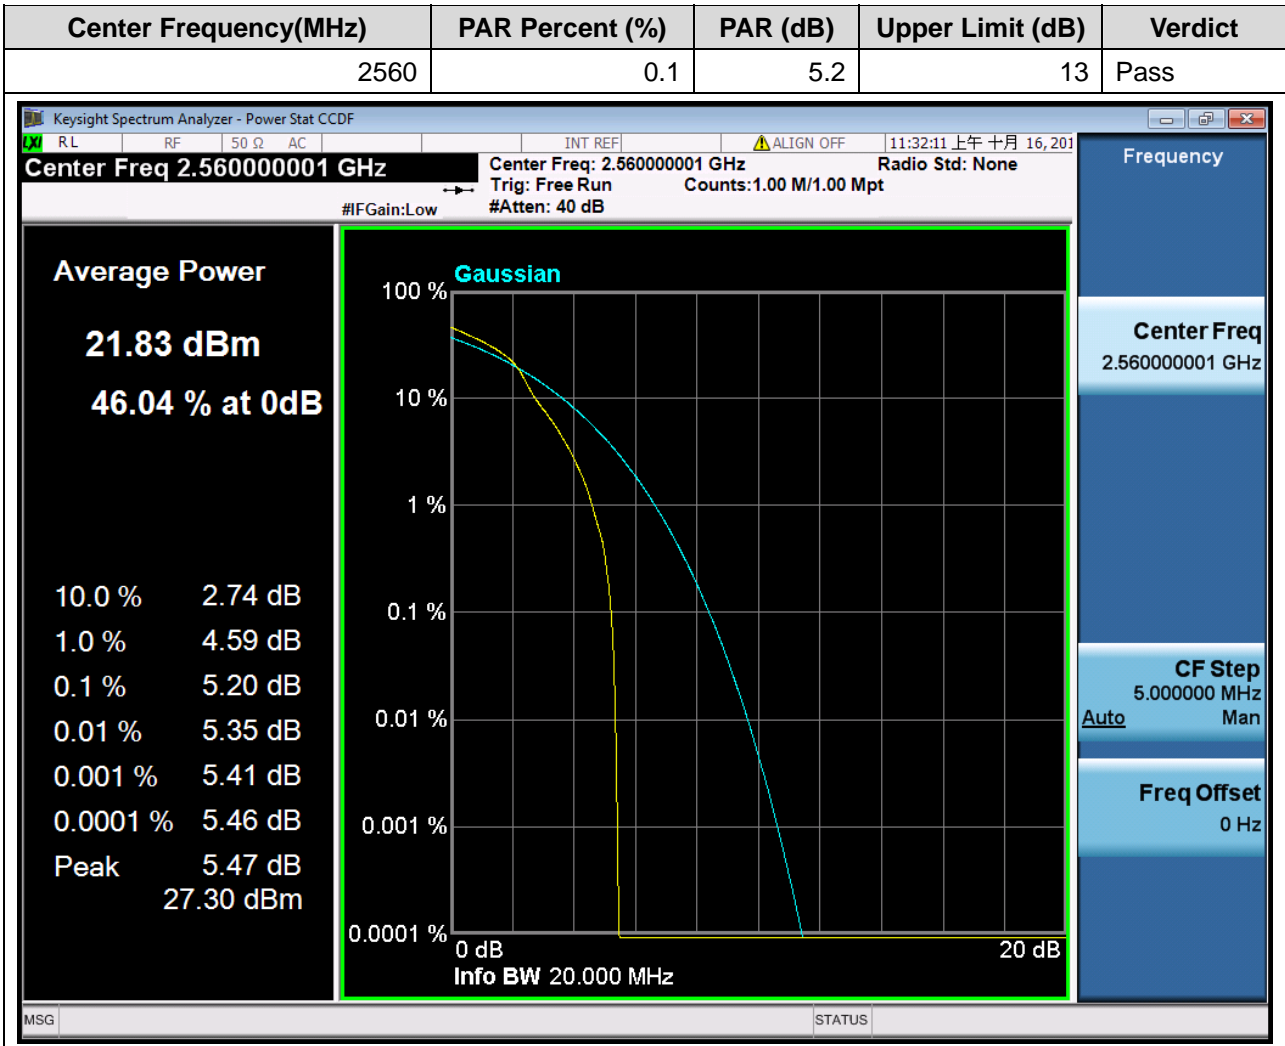 Center Frequency(MHz) PAR Percent (%) PAR (dB) Upper Limit (dB) Verdict
2560 0.1 5.2 13 Pass
Keysight Spectrum Analyzer - Power Stat CCDF
LXI RL RF 50 Ω AC INT REF ALIGN OFF 11:32:11 上午 十月 16, 201
Center Freq 2.560000001 GHz
Center Freq: 2.560000001 GHz Radio Std: None
Trig: Free Run Counts:1.00 M/1.00 Mpt
#IFGain:Low #Atten: 40 dB
Frequency
Average Power
21.83 dBm
46.04 % at 0dB
10.0 % 2.74 dB
1.0 % 4.59 dB
0.1 % 5.20 dB
0.01 % 5.35 dB
0.001 % 5.41 dB
0.0001 % 5.46 dB
Peak 5.47 dB
27.30 dBm
Gaussian
100 %
10 %
1 %
0.1 %
0.01 %
0.001 %
0.0001 %
0 dB 20 dB
Info BW 20.000 MHz
Center Freq
2.560000001 GHz
CF Step
5.000000 MHz
Auto Man
Freq Offset
0 Hz
MSG STATUS